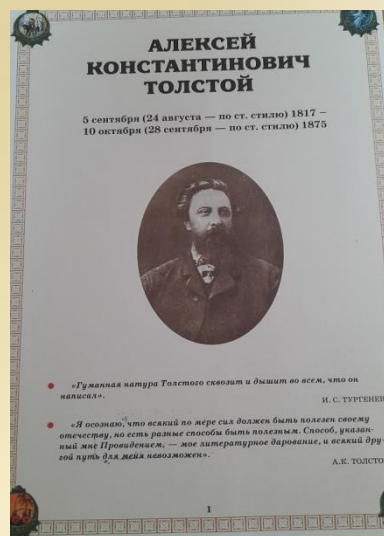 АЛЕКСЕЙ
КОНСТАНТИНОВИЧ
ТОЛСТОЙ
5 сентября (24 августа — по ст. стилю) 1817 –
10 октября (28 сентября — по ст. стилю) 1875
«Гуманная натура Толстого сквозит и дышит во всем, что он
написал».
И. С. ТУРГЕНЕВ
«Я осознаю, что всякий по мере сил должен быть полезен своему
отечеству, но есть разные способы быть полезным. Способ, указан-
ный мне Провидением, — мое литературное дарование, и всякий дру-
гой путь для меня невозможен».
А.К. ТОЛСТО
1